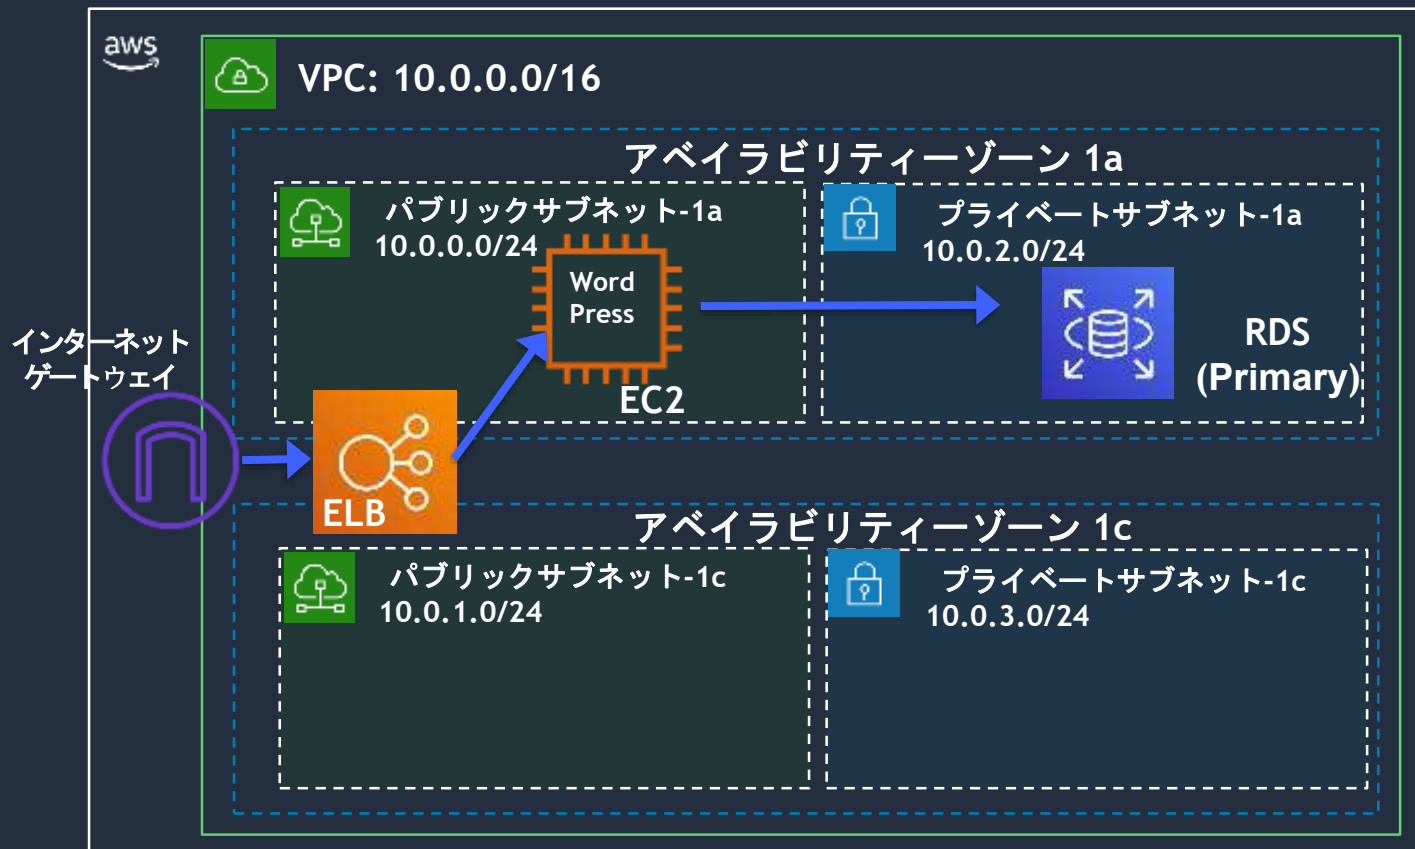 aws
VPC: 10.0.0.0/16
アベイラビリティーゾーン 1a
パブリックサブネット-1a
10.0.0.0/24
Word
Press
EC2
プライベートサブネット-1a
10.0.2.0/24
RDS
(Primary)
インターネット
ゲートウェイ
ELB
アベイラビリティーゾーン 1c
パブリックサブネット-1c
10.0.1.0/24
プライベートサブネット-1c
10.0.3.0/24